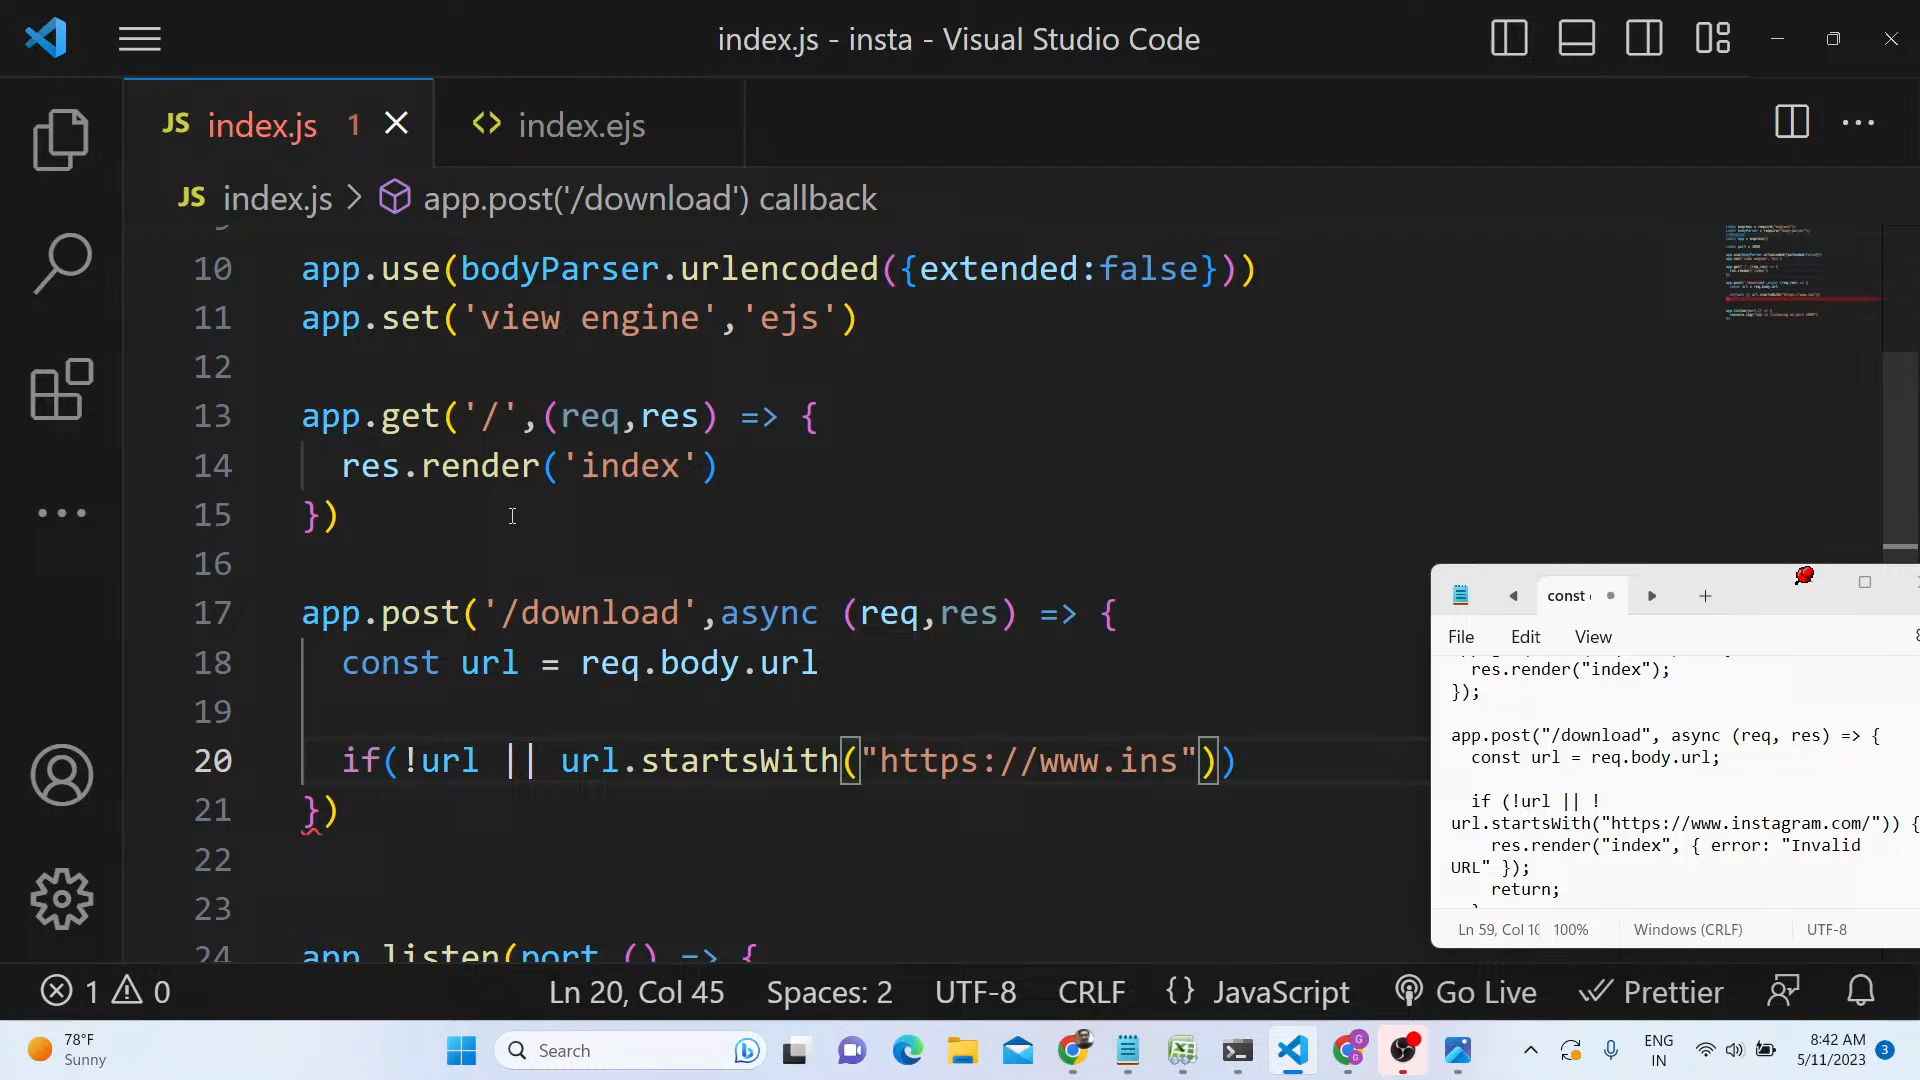 index.js - insta - Visual Studio Code
JS index.js 1
<> index.ejs
JS index.js > app.post('/download') callback
10 app.use(bodyParser.urlencoded({extended:false}))
11 app.set('view engine','ejs')
12
13 app.get('/',(req,res) => {
14 res.render('index')
15 })
16
17 app.post('/download',async (req,res) => {
18 const url = req.body.url
19
20 if(!url || url.startsWith("https://www.ins"))
21 })
22
23
24 app.listen(port,() => {
const
File Edit View
res.render("index");
});
app.post("/download", async (req, res) => {
const url = req.body.url;
if (!url || !
url.startsWith("https://www.instagram.com/")) {
res.render("index", { error: "Invalid
URL" });
return;
Ln 59, Col 10 100% Windows (CRLF) UTF-8
1 0 Ln 20, Col 45 Spaces: 2 UTF-8 CRLF {} JavaScript Go Live Prettier
78°F
Sunny
Search
ENG
IN
8:42 AM
5/11/2023
3